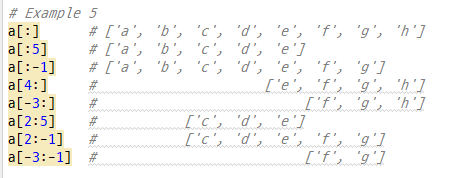 # Example 5
a[:]      # ['a', 'b', 'c', 'd', 'e', 'f', 'g', 'h']
a[:5]     # ['a', 'b', 'c', 'd', 'e']
a[:-1]    # ['a', 'b', 'c', 'd', 'e', 'f', 'g']
a[4:]     #                     ['e', 'f', 'g', 'h']
a[-3:]    #                          ['f', 'g', 'h']
a[2:5]    #           ['c', 'd', 'e']
a[2:-1]   #           ['c', 'd', 'e', 'f', 'g']
a[-3:-1]  #                          ['f', 'g']